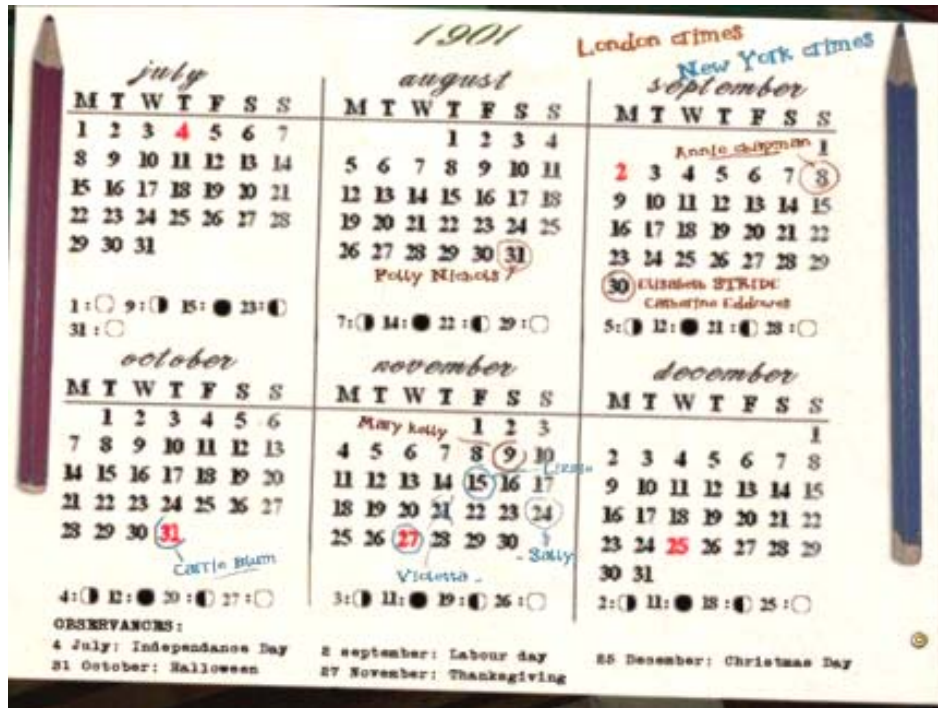 1901
London crimes
New York crimes
july
M T W T F S S
1 2 3 4 5 6 7
8 9 10 11 12 13 14
15 16 17 18 19 20 21
22 23 24 25 26 27 28
29 30 31
1: 9: 15: 23:
31:
august
M T W T F S S
1 2 3 4
5 6 7 8 9 10 11
12 13 14 15 16 17 18
19 20 21 22 23 24 25
26 27 28 29 30 31
Polly Nichols
7: 14: 22: 29:
september
M T W T F S S
Annie chapman 1
2 3 4 5 6 7 8
9 10 11 12 13 14 15
16 17 18 19 20 21 22
23 24 25 26 27 28 29
30 Elisabeth STRIDE
Catharine Eddowes
5: 12: 21: 28:
october
M T W T F S S
1 2 3 4 5 6
7 8 9 10 11 12 13
14 15 16 17 18 19 20
21 22 23 24 25 26 27
28 29 30 31
Carrie Blum
4: 12: 20: 27:
november
M T W T F S S
Mary kelly 1 2 3
4 5 6 7 8 9 10
Lizzie
11 12 13 14 15 16 17
18 19 20 21 22 23 24
25 26 27 28 29 30
Sally
Violetta
3: 11: 19: 26:
december
M T W T F S S
1
2 3 4 5 6 7 8
9 10 11 12 13 14 15
16 17 18 19 20 21 22
23 24 25 26 27 28 29
30 31
2: 11: 18: 25:
OBSERVANCES:
4 July: Independance Day
31 October: Halloween
2 september: Labour day
27 November: Thanksgiving
25 Desember: Christmas Day